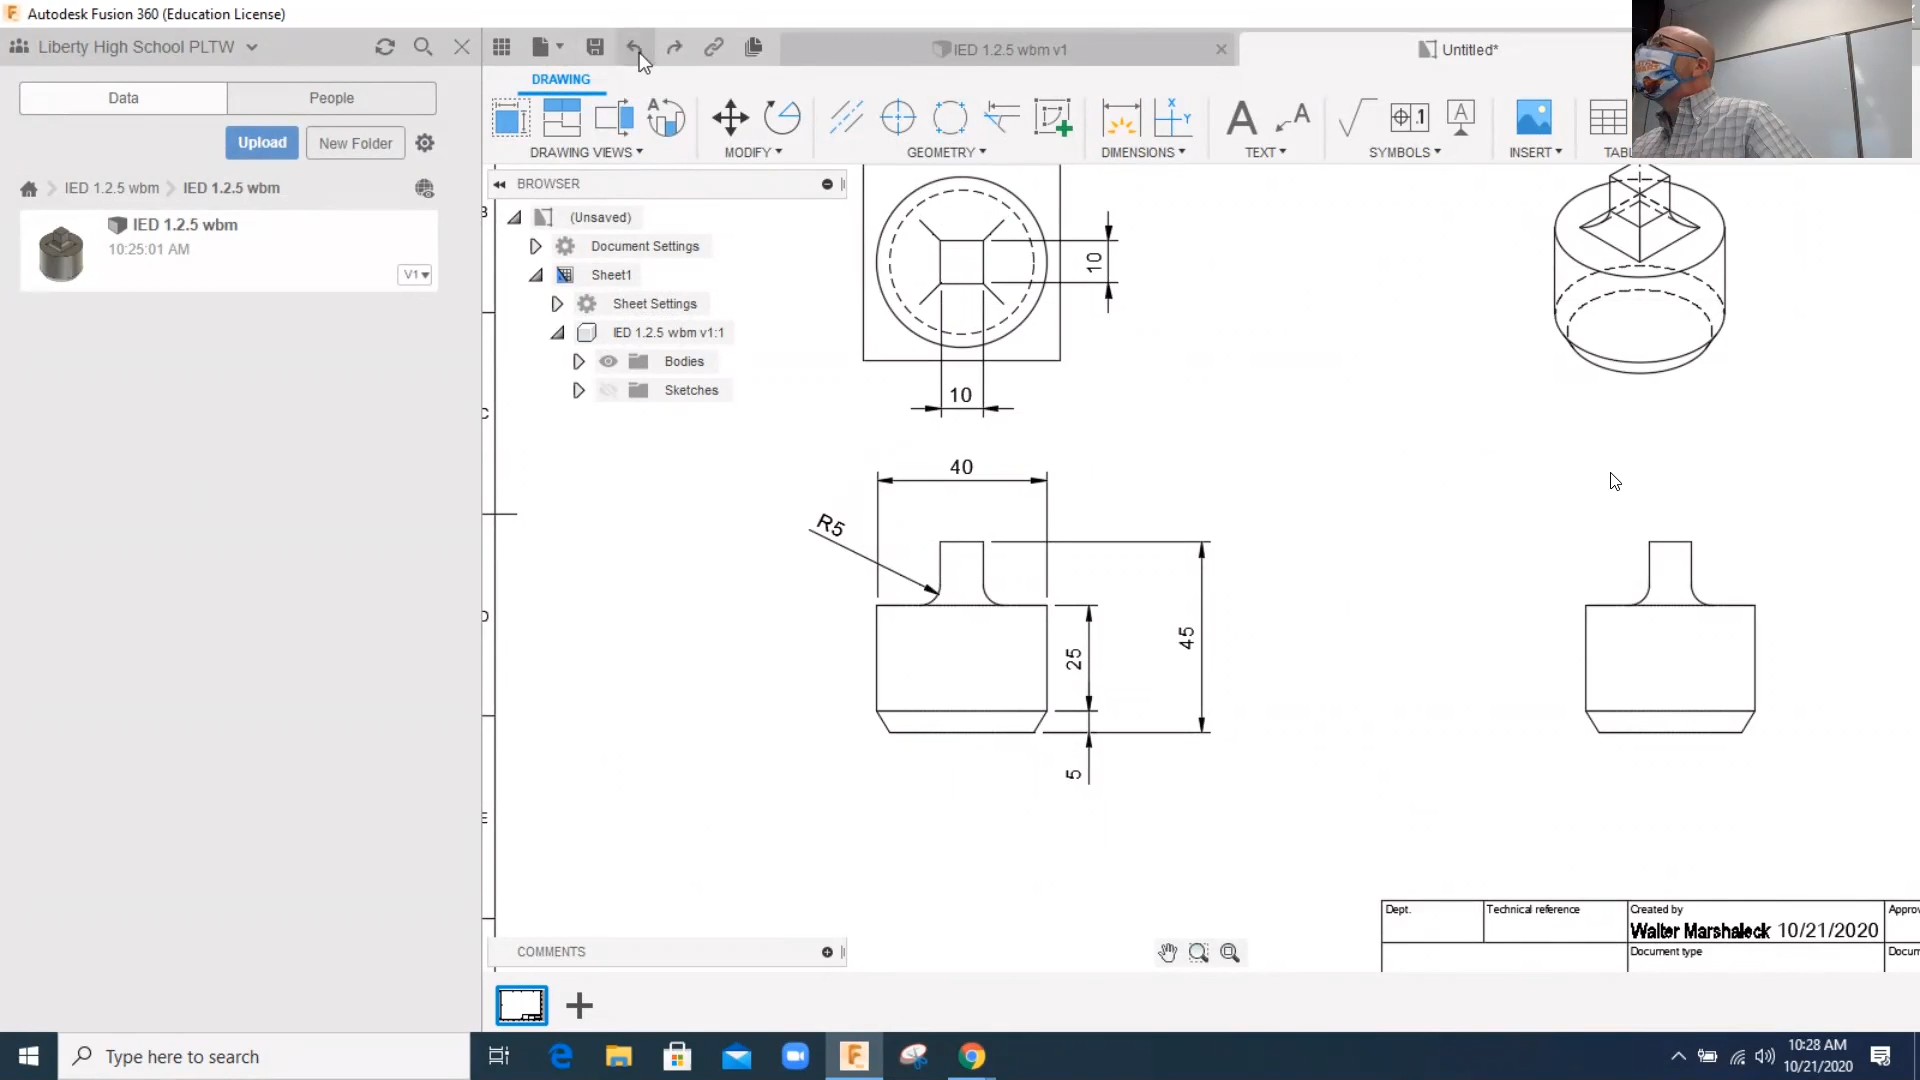 Autodesk Fusion 360 (Education License)
Liberty High School PLTW
IED 1.2.5 wbm v1
Untitled*
Data
People
Upload
New Folder
IED 1.2.5 wbm
IED 1.2.5 wbm
IED 1.2.5 wbm
10:25:01 AM
V1
DRAWING
DRAWING VIEWS
MODIFY
GEOMETRY
DIMENSIONS
TEXT
SYMBOLS
INSERT
TAB
BROWSER
(Unsaved)
Document Settings
Sheet1
Sheet Settings
IED 1.2.5 wbm v1:1
Bodies
Sketches
B
C
D
E
10
10
40
R5
25
45
5
Dept.
Technical reference
Created by
Approv
Walter Marshaleck 10/21/2020
Document type
Docum
COMMENTS
Type here to search
10:28 AM
10/21/2020